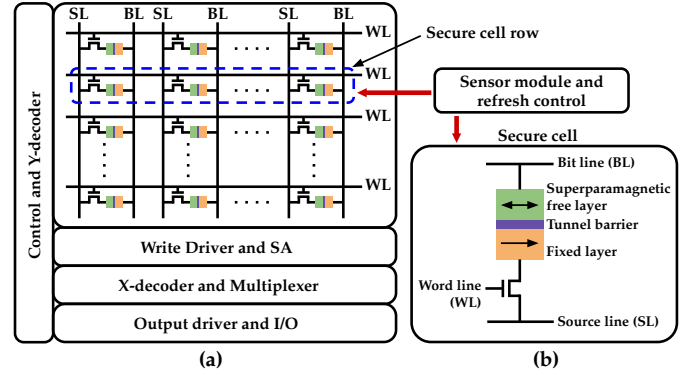 SL BL SL BL SL BL
WL
Secure cell row
WL
WL
WL
Control and Y-decoder
Write Driver and SA
X-decoder and Multiplexer
Output driver and I/O
(a)
Sensor module and
refresh control
Secure cell
Bit line (BL)
Superparamagnetic
free layer
Tunnel barrier
Fixed layer
Word line
(WL)
Source line (SL)
(b)